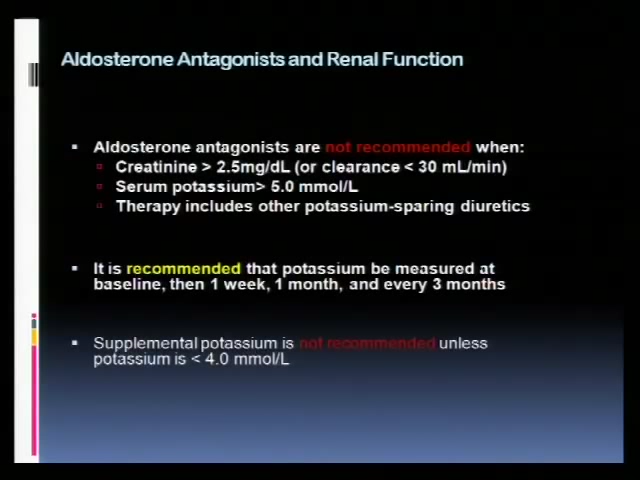 Aldosterone Antagonists and Renal Function
Aldosterone antagonists are not recommended when:
Creatinine > 2.5mg/dL (or clearance < 30 mL/min)
Serum potassium> 5.0 mmol/L
Therapy includes other potassium-sparing diuretics
It is recommended that potassium be measured at
baseline, then 1 week, 1 month, and every 3 months
Supplemental potassium is not recommended unless
potassium is < 4.0 mmol/L